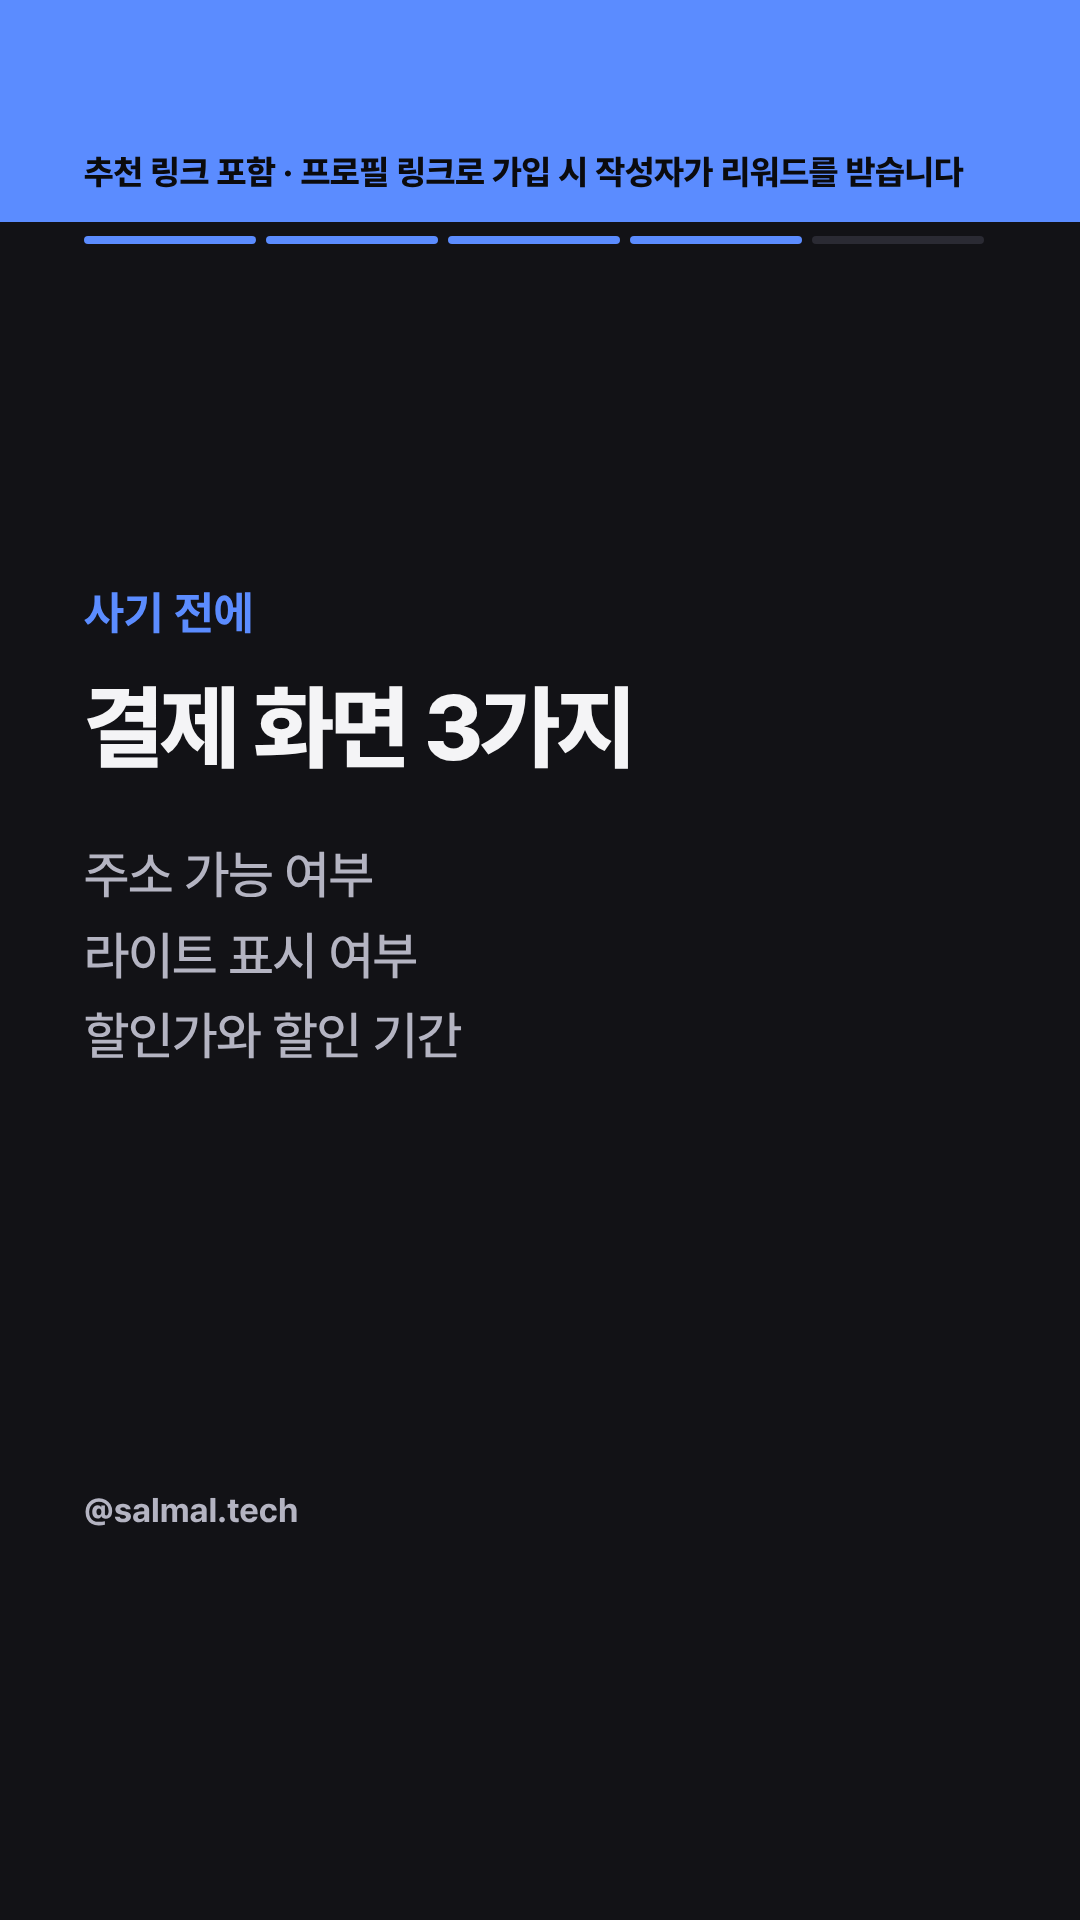 추천 링크 포함 · 프로필 링크로 가입 시 작성자가 리워드를 받습니다
사기 전에
결제 화면 3가지
주소 가능 여부
라이트 표시 여부
할인가와 할인 기간
@salmal.tech